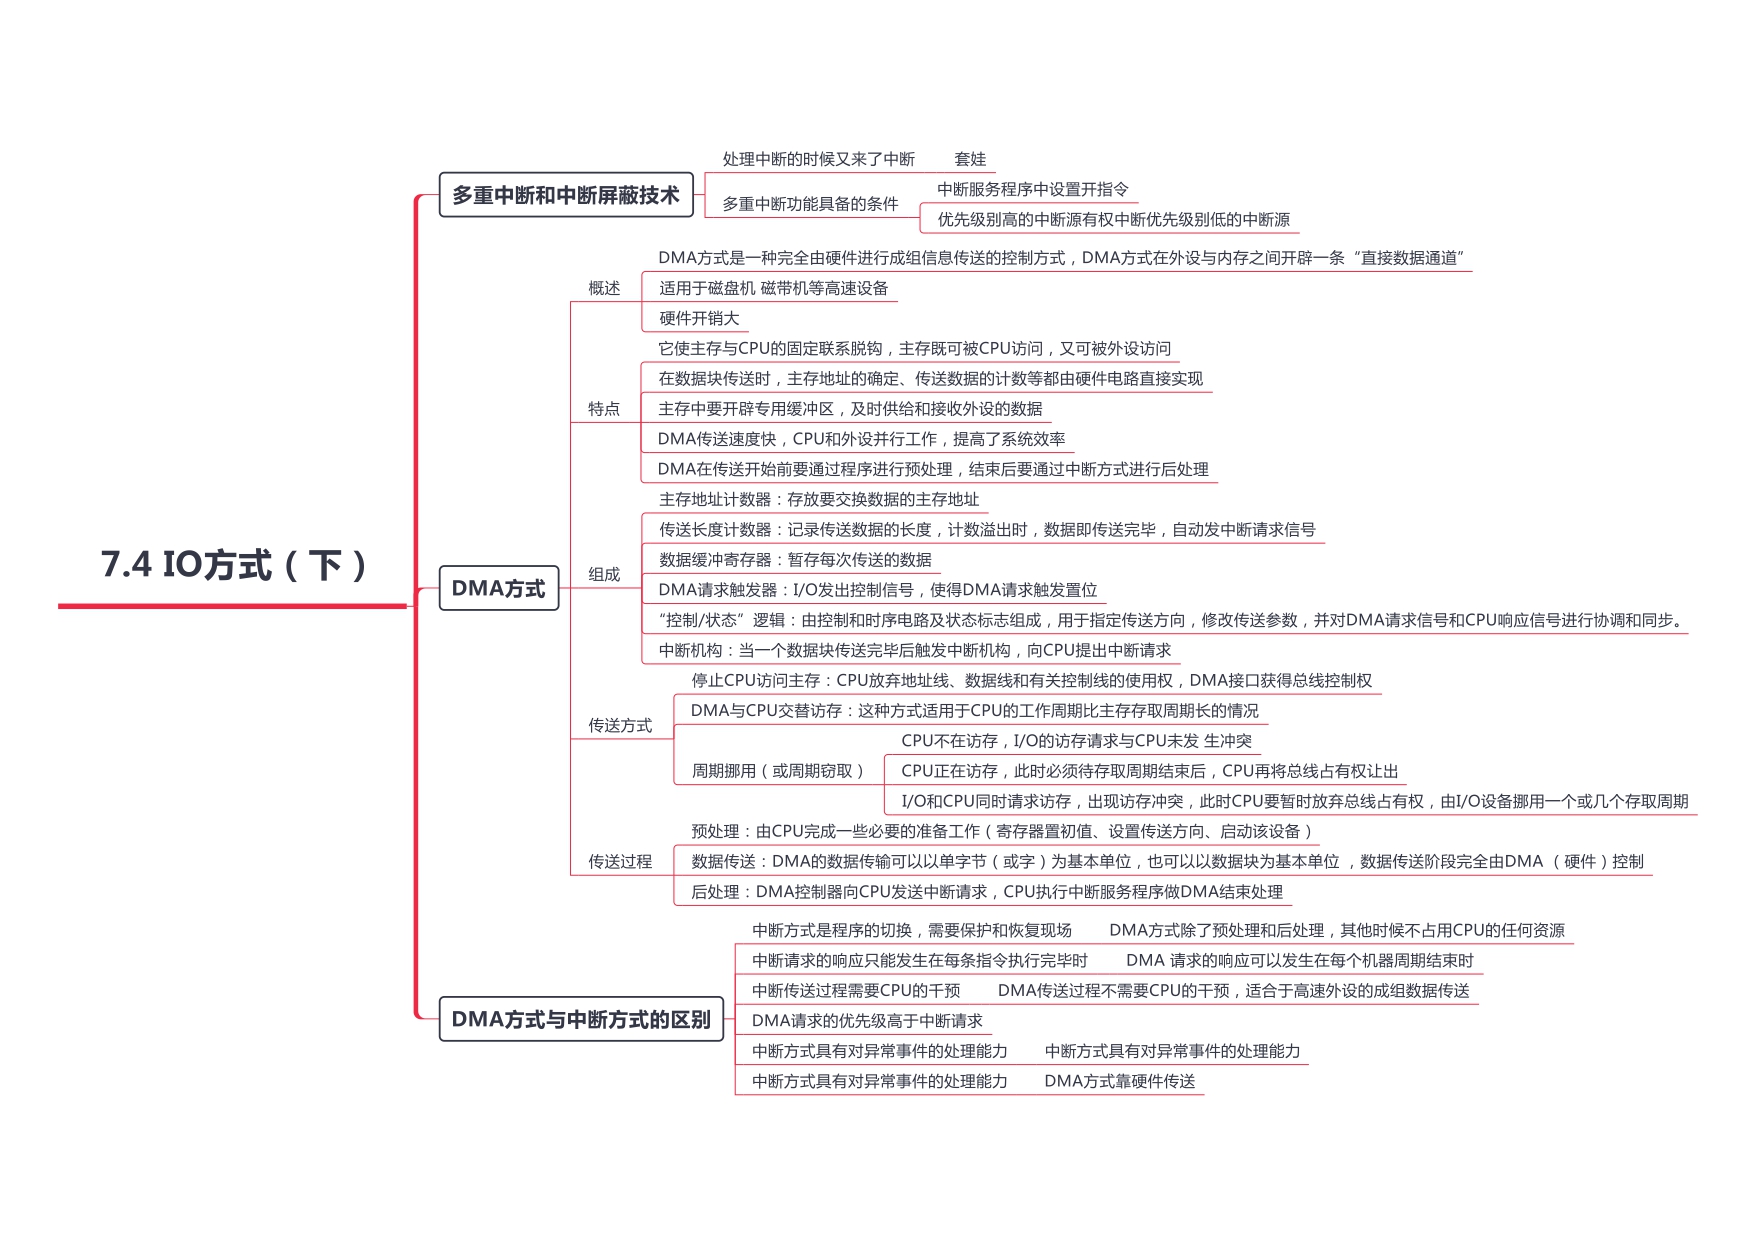 7.4 IO方式（下）
多重中断和中断屏蔽技术
处理中断的时候又来了中断 套娃
多重中断功能具备的条件
中断服务程序中设置开指令
优先级别高的中断源有权中断优先级别低的中断源
DMA方式
概述
DMA方式是一种完全由硬件进行成组信息传送的控制方式，DMA方式在外设与内存之间开辟一条“直接数据通道”
适用于磁盘机 磁带机等高速设备
硬件开销大
特点
它使主存与CPU的固定联系脱钩，主存既可被CPU访问，又可被外设访问
在数据块传送时，主存地址的确定、传送数据的计数等都由硬件电路直接实现
主存中要开辟专用缓冲区，及时供给和接收外设的数据
DMA传送速度快，CPU和外设并行工作，提高了系统效率
DMA在传送开始前要通过程序进行预处理，结束后要通过中断方式进行后处理
组成
主存地址计数器：存放要交换数据的主存地址
传送长度计数器：记录传送数据的长度，计数溢出时，数据即传送完毕，自动发中断请求信号
数据缓冲寄存器：暂存每次传送的数据
DMA请求触发器：I/O发出控制信号，使得DMA请求触发置位
“控制/状态”逻辑：由控制和时序电路及状态标志组成，用于指定传送方向，修改传送参数，并对DMA请求信号和CPU响应信号进行协调和同步。
中断机构：当一个数据块传送完毕后触发中断机构，向CPU提出中断请求
传送方式
停止CPU访问主存：CPU放弃地址线、数据线和有关控制线的使用权，DMA接口获得总线控制权
DMA与CPU交替访存：这种方式适用于CPU的工作周期比主存存取周期长的情况
周期挪用（或周期窃取）
CPU不在访存，I/O的访存请求与CPU未发 生冲突
CPU正在访存，此时必须待存取周期结束后，CPU再将总线占有权让出
I/O和CPU同时请求访存，出现访存冲突，此时CPU要暂时放弃总线占有权，由I/O设备挪用一个或几个存取周期
传送过程
预处理：由CPU完成一些必要的准备工作（寄存器置初值、设置传送方向、启动该设备）
数据传送：DMA的数据传输可以以单字节（或字）为基本单位，也可以以数据块为基本单位 ，数据传送阶段完全由DMA （硬件）控制
后处理：DMA控制器向CPU发送中断请求，CPU执行中断服务程序做DMA结束处理
DMA方式与中断方式的区别
中断方式是程序的切换，需要保护和恢复现场 DMA方式除了预处理和后处理，其他时候不占用CPU的任何资源
中断请求的响应只能发生在每条指令执行完毕时 DMA 请求的响应可以发生在每个机器周期结束时
中断传送过程需要CPU的干预 DMA传送过程不需要CPU的干预，适合于高速外设的成组数据传送
DMA请求的优先级高于中断请求
中断方式具有对异常事件的处理能力 中断方式具有对异常事件的处理能力
中断方式具有对异常事件的处理能力 DMA方式靠硬件传送